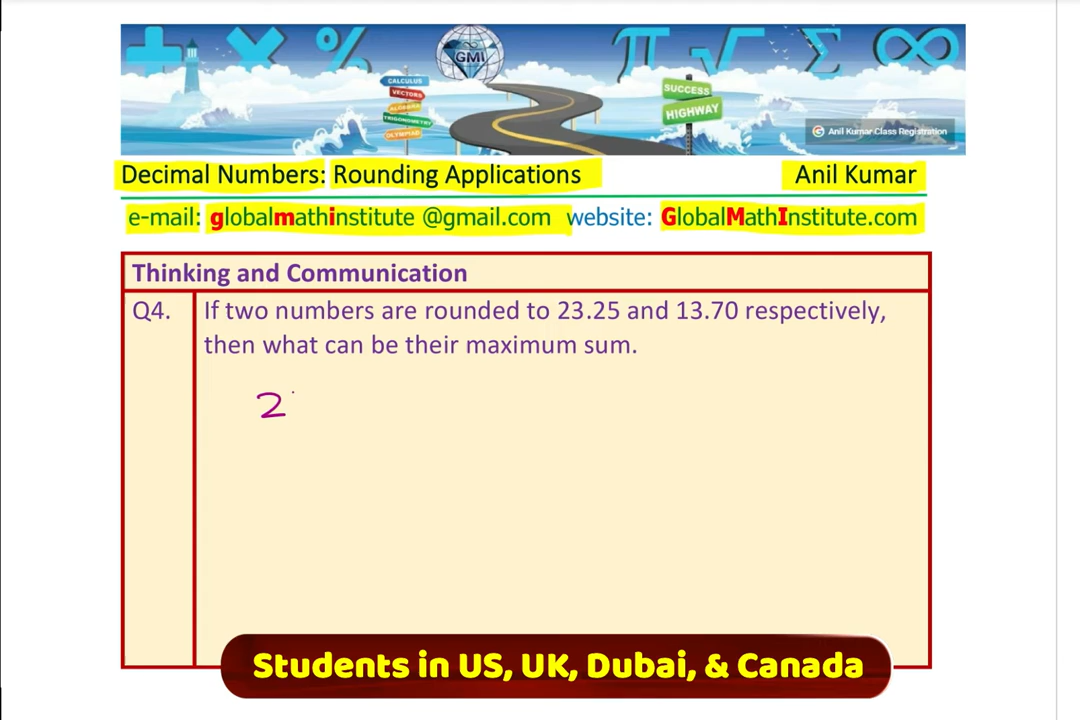 + × % GMI π √ Σ ∞
CALCULUS
VECTORS
ALGEBRA
TRIGONOMETRY
OLYMPIAD
SUCCESS
HIGHWAY
G Anil Kumar Class Registration
Decimal Numbers: Rounding Applications Anil Kumar
e-mail: globalmathinstitute @gmail.com website: GlobalMathInstitute.com
Thinking and Communication
Q4. If two numbers are rounded to 23.25 and 13.70 respectively,
then what can be their maximum sum.
2
Students in US, UK, Dubai, & Canada